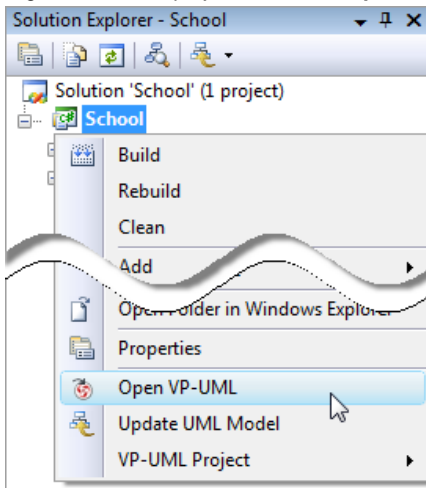 Solution Explorer - School
Solution 'School' (1 project)
School
Build
Rebuild
Clean
Add
Open Folder in Windows Explorer
Properties
Open VP-UML
Update UML Model
VP-UML Project